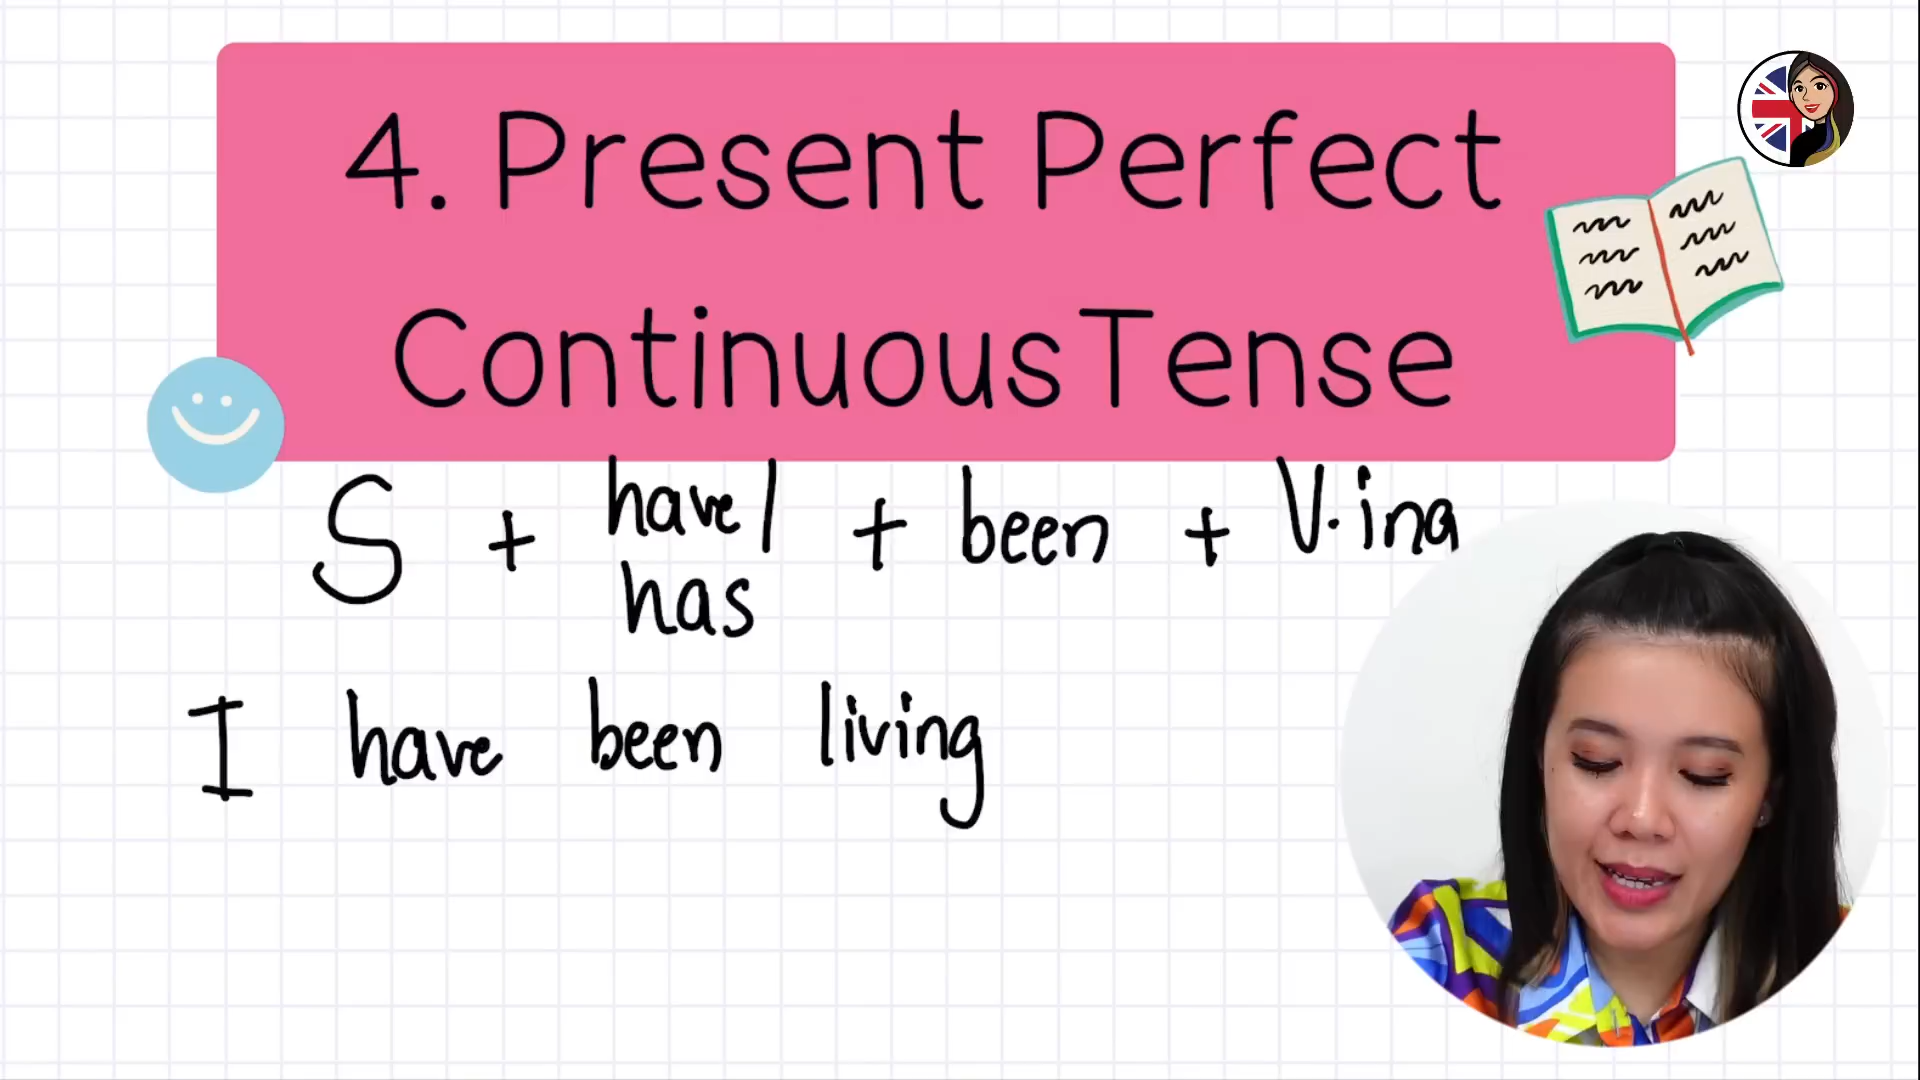 4. Present Perfect
Continuous Tense
S + have/ + been + V.ing
has
I have been living